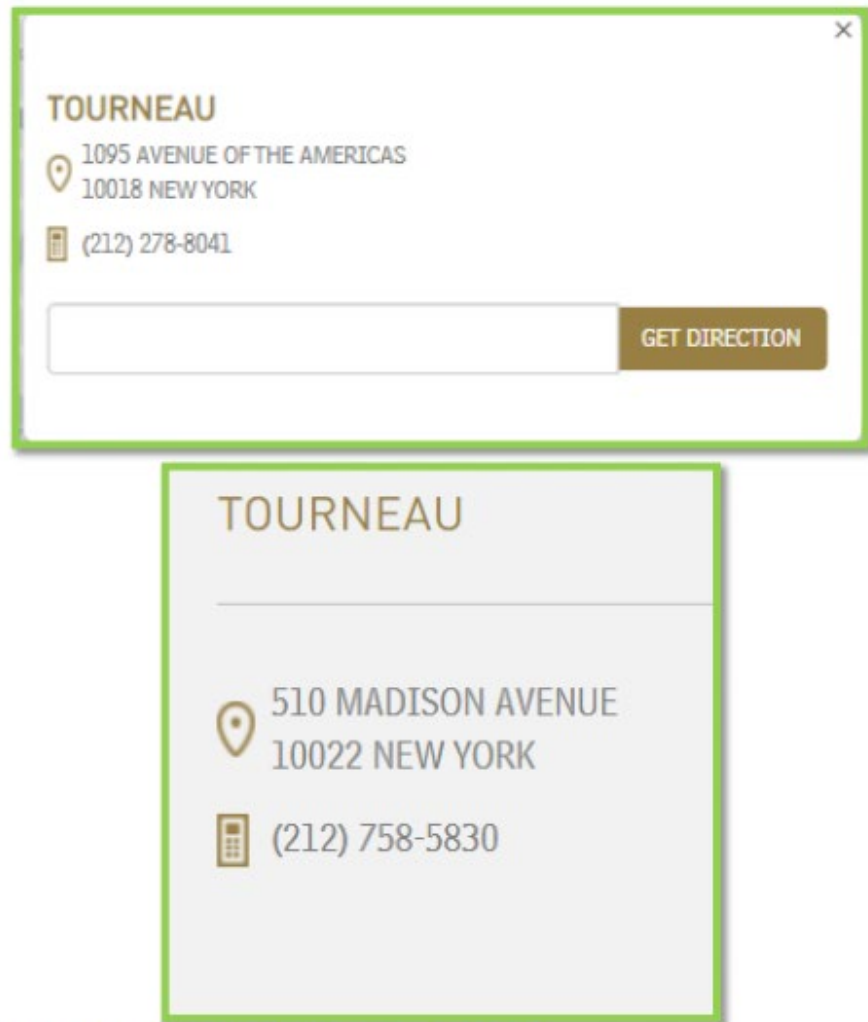 TOURNEAU
1095 AVENUE OF THE AMERICAS
10018 NEW YORK
(212) 278-8041
GET DIRECTION
TOURNEAU
510 MADISON AVENUE
10022 NEW YORK
(212) 758-5830